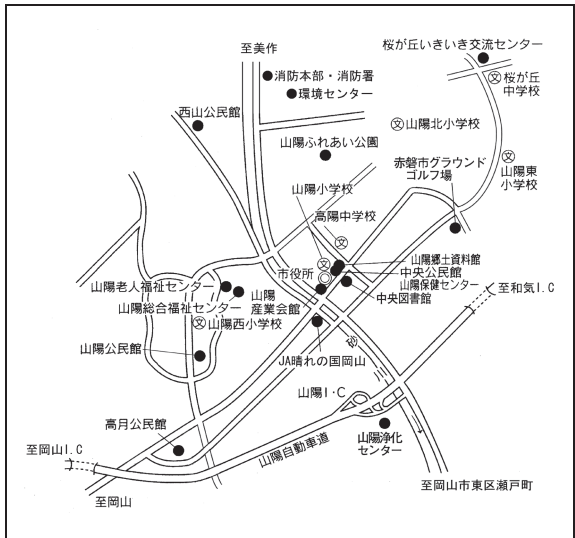 至美作
桜が丘いきいき交流センター
消防本部・消防署
環境センター
文桜が丘
中学校
西山公民館
文山陽北小学校
山陽ふれあい公園
赤磐市グラウンド
ゴルフ場
文
山陽東
小学校
山陽小学校
高陽中学校
文
文
山陽郷土資料館
市役所
中央公民館
山陽保健センター
中央図書館
至和気I.C
山陽老人福祉センター
山陽総合福祉センター
山陽
産業会館
文山陽西小学校
山陽公民館
JA晴れの国岡山
砂
山陽I・C
高月公民館
山陽浄化
センター
至岡山I.C
山陽自動車道
至岡山
至岡山市東区瀬戸町